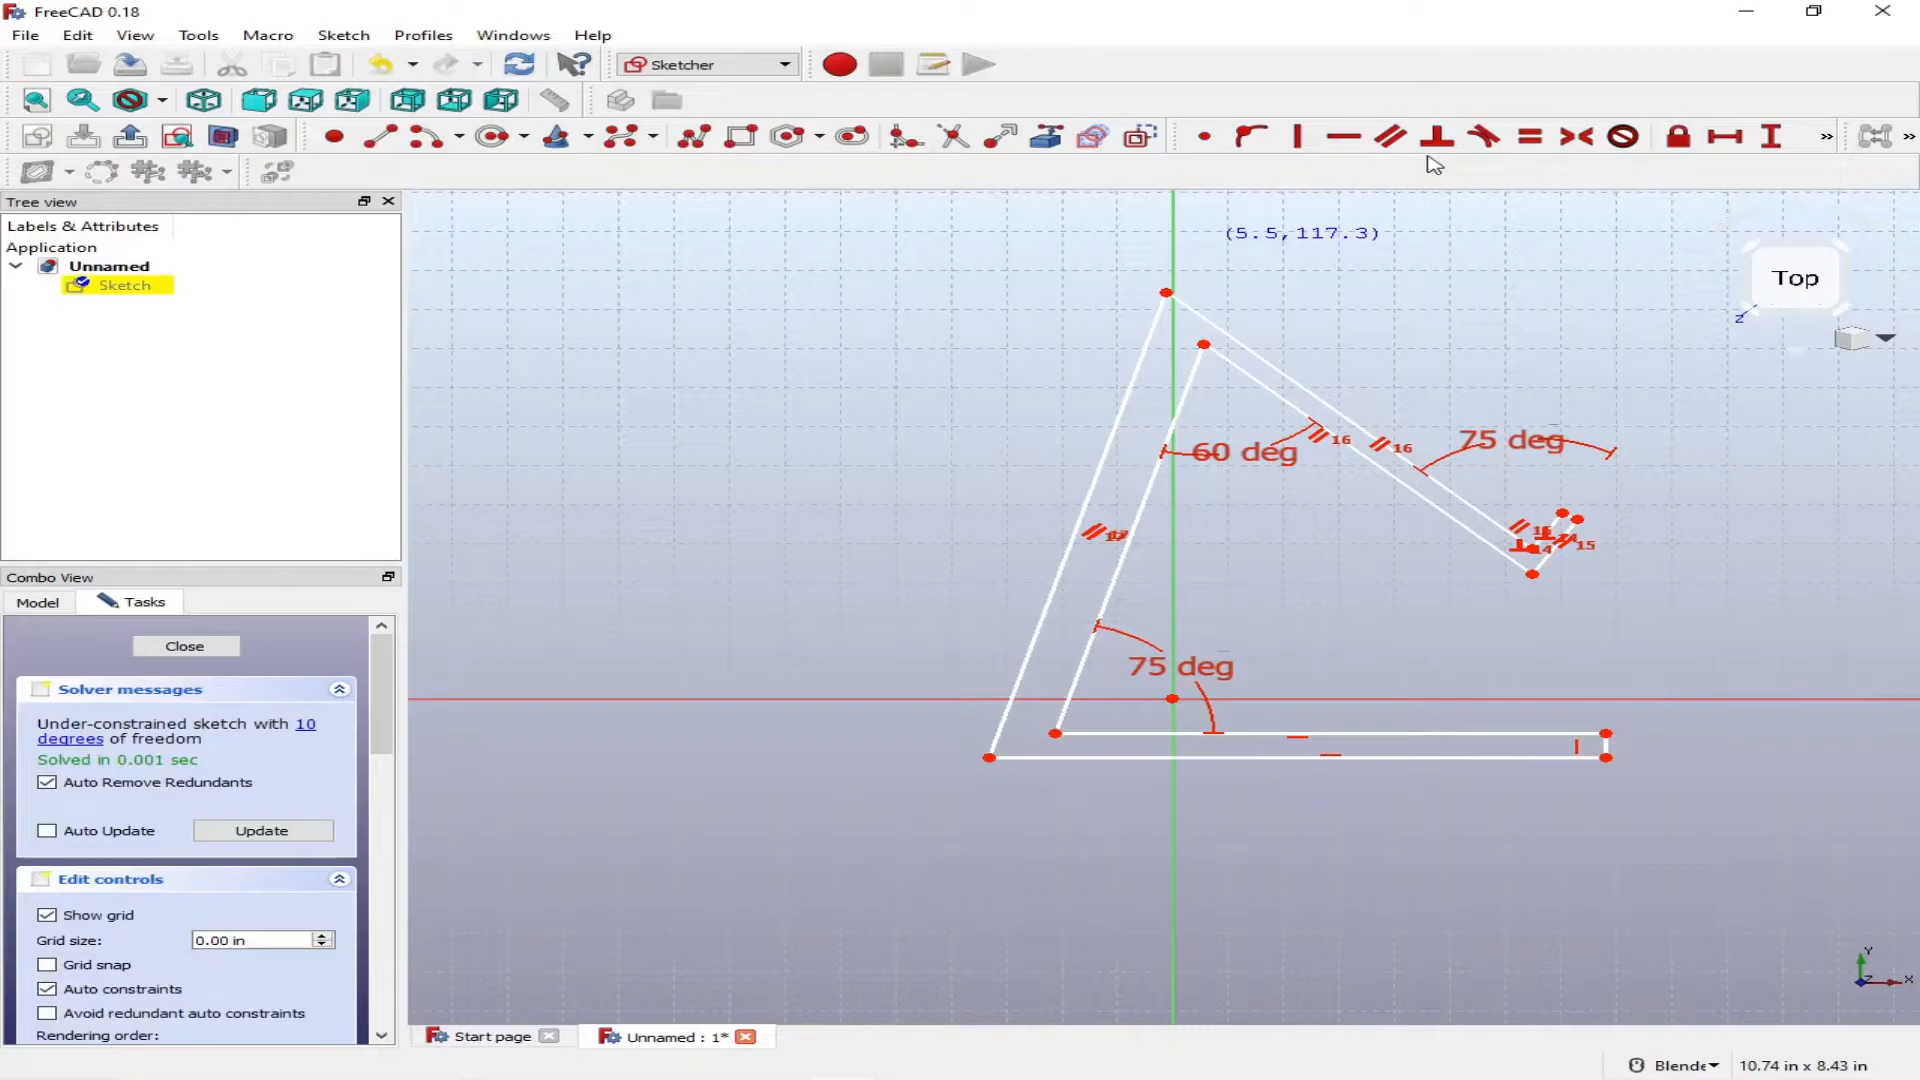 FreeCAD 0.18
File Edit View Tools Macro Sketch Profiles Windows Help
Sketcher
Tree view
Labels & Attributes
Application
Unnamed
Sketch
Combo View
Model Tasks
Close
Solver messages
Under-constrained sketch with 10
degrees of freedom
Solved in 0.001 sec
Auto Remove Redundants
Auto Update Update
Edit controls
Show grid
Grid size: 0.00 in
Grid snap
Auto constraints
Avoid redundant auto constraints
Rendering order:
(5.5,117.3)
Top
Z
60 deg
16
16
75 deg
15
14
75 deg
Y
Z
X
Start page Unnamed : 1*
Blende 10.74 in x 8.43 in